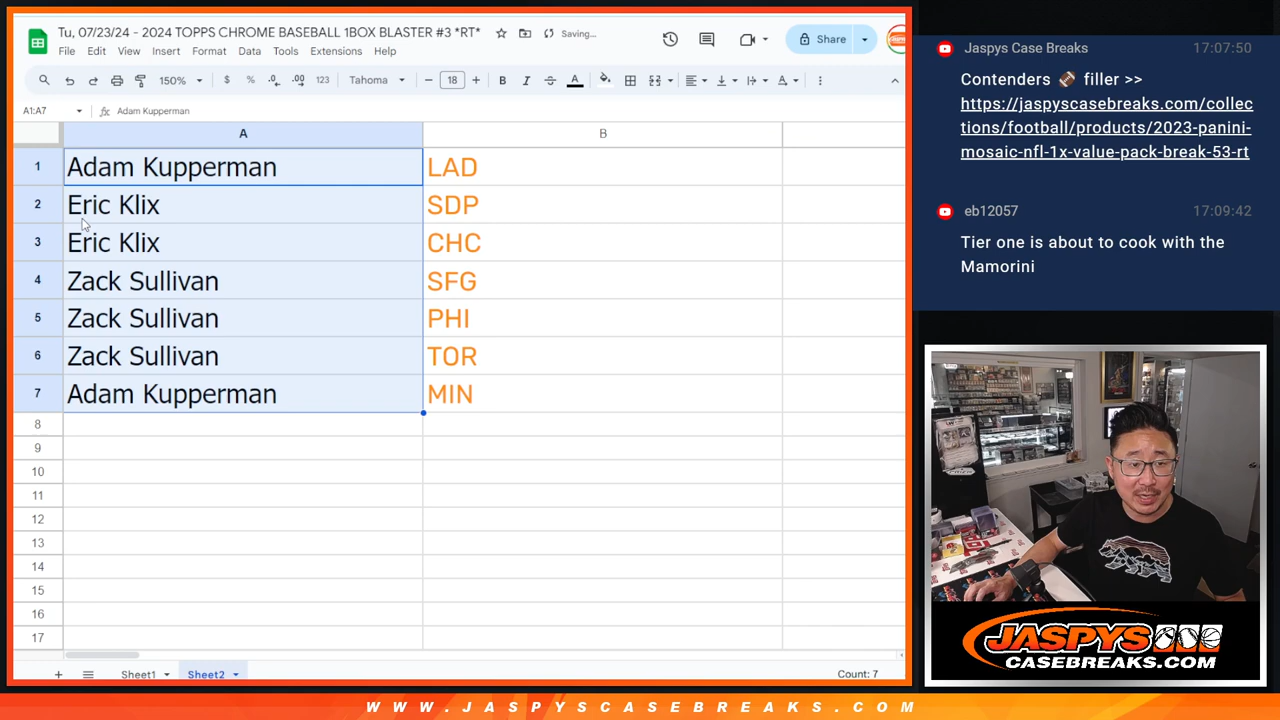 Tu, 07/23/24 - 2024 TOPPS CHROME BASEBALL 1BOX BLASTER #3 *RT*
Saving...
File Edit View Insert Format Data Tools Extensions Help
Share
150% $ % .0 .00 123 Tahoma 18 B I A
A1:A7 fx Adam Kupperman
A B
1 Adam Kupperman LAD
2 Eric Klix SDP
3 Eric Klix CHC
4 Zack Sullivan SFG
5 Zack Sullivan PHI
6 Zack Sullivan TOR
7 Adam Kupperman MIN
8
9
10
11
12
13
14
15
16
17
Sheet1 Sheet2 Count: 7
Jaspys Case Breaks 17:07:50
Contenders 🏈 filler >>
https://jaspyscasebreaks.com/collec
tions/football/products/2023-panini-
mosaic-nfl-1x-value-pack-break-53-rt
eb12057 17:09:42
Tier one is about to cook with the
Mamorini
JASPYS
CASEBREAKS.COM
WWW.JASPYSCASEBREAKS.COM